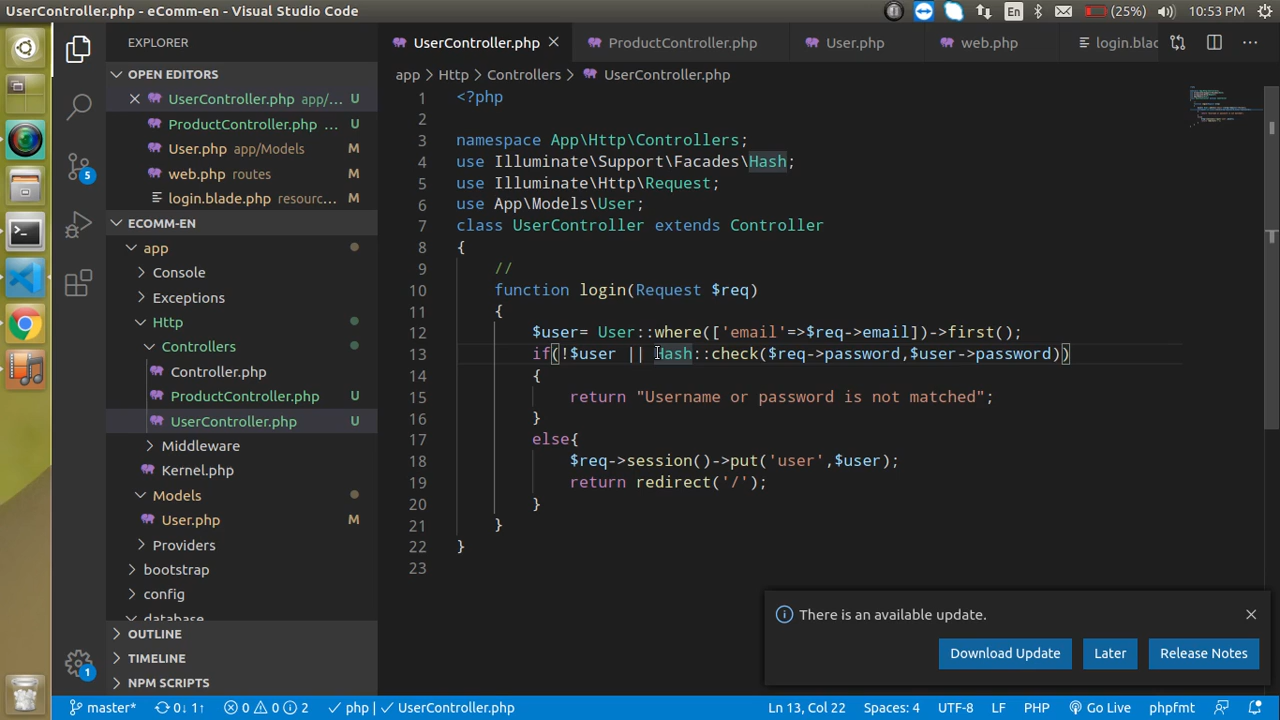 UserController.php - eComm-en - Visual Studio Code
En
(25%)
10:53 PM
EXPLORER
OPEN EDITORS
UserController.php app/... U
ProductController.php ... U
User.php app/Models M
web.php routes M
login.blade.php resourc...
ECOMM-EN
app
Console
Exceptions
Http
Controllers
Controller.php
ProductController.php U
UserController.php U
Middleware
Kernel.php
Models
User.php M
Providers
bootstrap
config
database
OUTLINE
TIMELINE
NPM SCRIPTS
5
1
UserController.php
ProductController.php
User.php
web.php
login.blac
app > Http > Controllers > UserController.php
1 <?php
2
3 namespace App\Http\Controllers;
4 use Illuminate\Support\Facades\Hash;
5 use Illuminate\Http\Request;
6 use App\Models\User;
7 class UserController extends Controller
8 {
9 //
10 function login(Request $req)
11 {
12 $user= User::where(['email'=>$req->email])->first();
13 if(!$user || Hash::check($req->password,$user->password))
14 {
15 return "Username or password is not matched";
16 }
17 else{
18 $req->session()->put('user',$user);
19 return redirect('/');
20 }
21 }
22 }
23
There is an available update.
Download Update
Later
Release Notes
master*
0↓ 1↑
0
0
2
php
UserController.php
Ln 13, Col 22
Spaces: 4
UTF-8
LF
PHP
Go Live
phpfmt